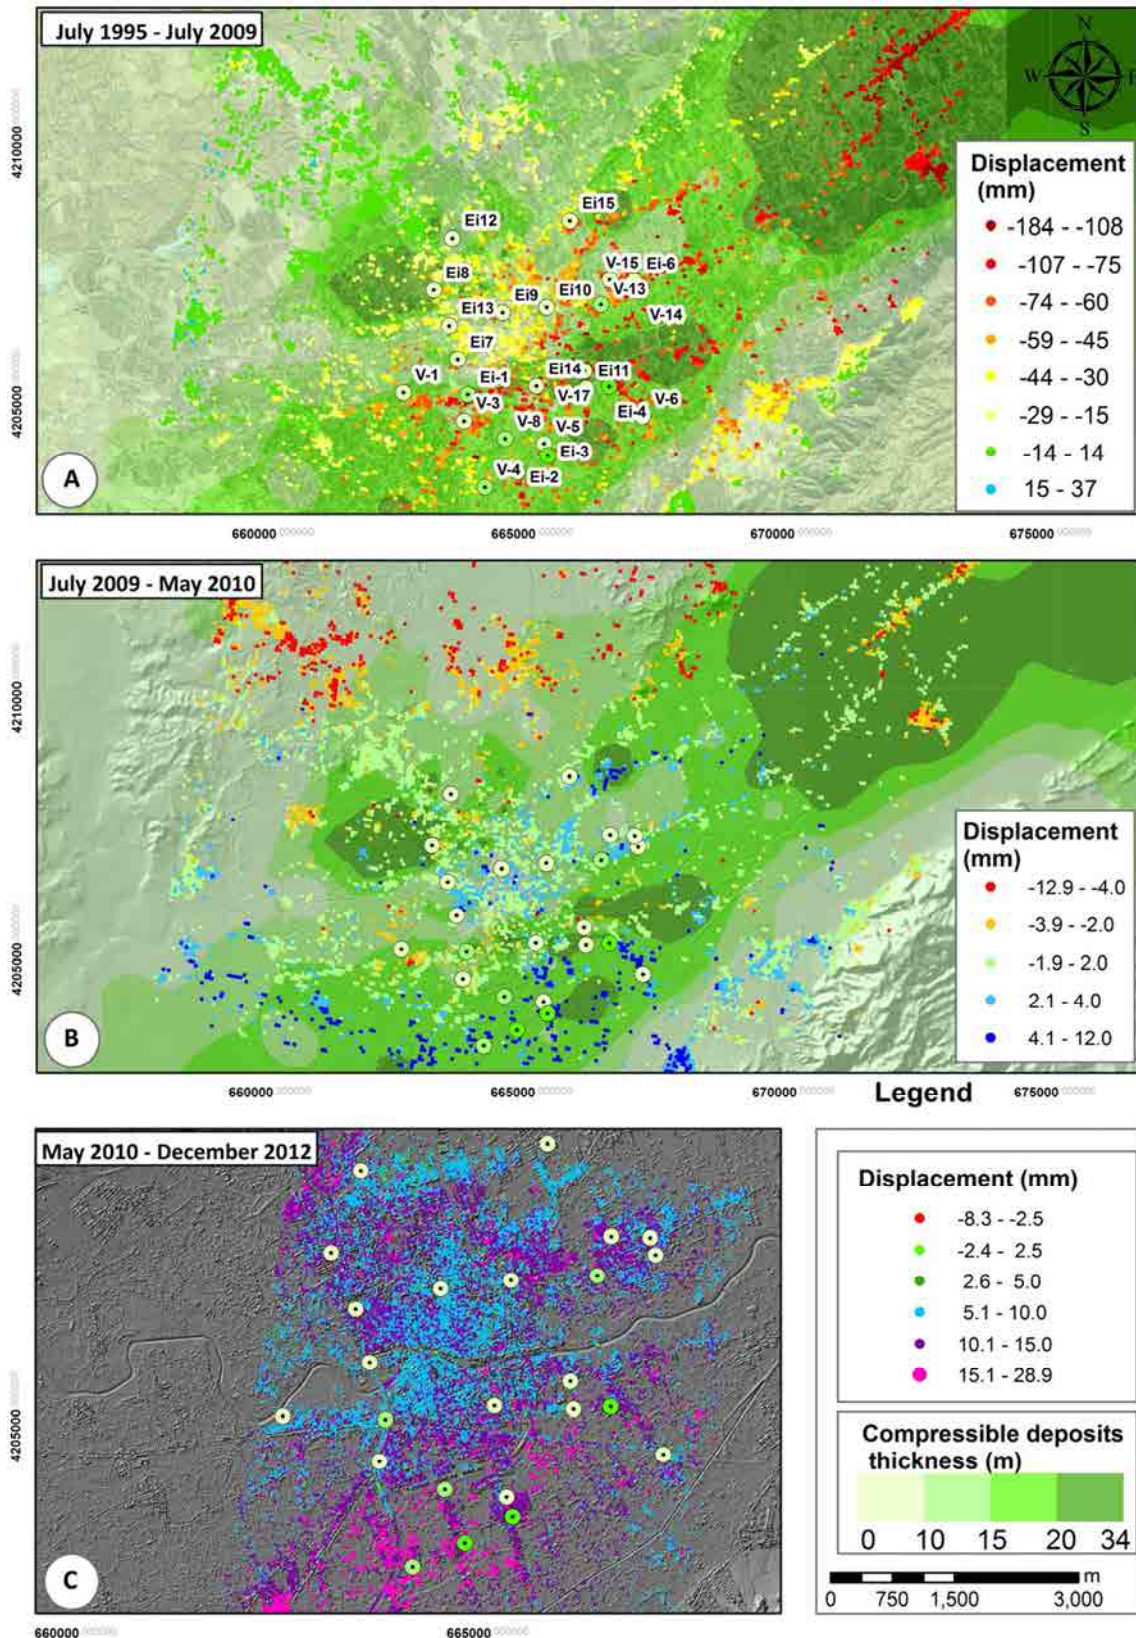 July 1995 - July 2009
N
W
S
4210000
4205000
Displacement
(mm)
-184 - -108
-107 - -75
-74 - -60
-59 - -45
-44 - -30
-29 - -15
-14 - 14
15 - 37
Ei15
Ei12
V-15
Ei-6
Ei8
V-13
Ei10
Ei9
Ei13
V-14
Ei7
Ei14
Ei11
V-1
Ei-1
V-17
V-6
V-3
Ei-4
V-8
V-5
Ei-3
V-4
Ei-2
A
660000
665000
670000
675000
July 2009 - May 2010
4210000
4205000
Displacement
(mm)
-12.9 - -4.0
-3.9 - -2.0
-1.9 - 2.0
2.1 - 4.0
4.1 - 12.0
B
660000
665000
670000
675000
Legend
May 2010 - December 2012
4205000
C
660000
665000
Displacement (mm)
-8.3 - -2.5
-2.4 - 2.5
2.6 - 5.0
5.1 - 10.0
10.1 - 15.0
15.1 - 28.9
Compressible deposits
thickness (m)
0 10 15 20 34
m
0 750 1,500 3,000